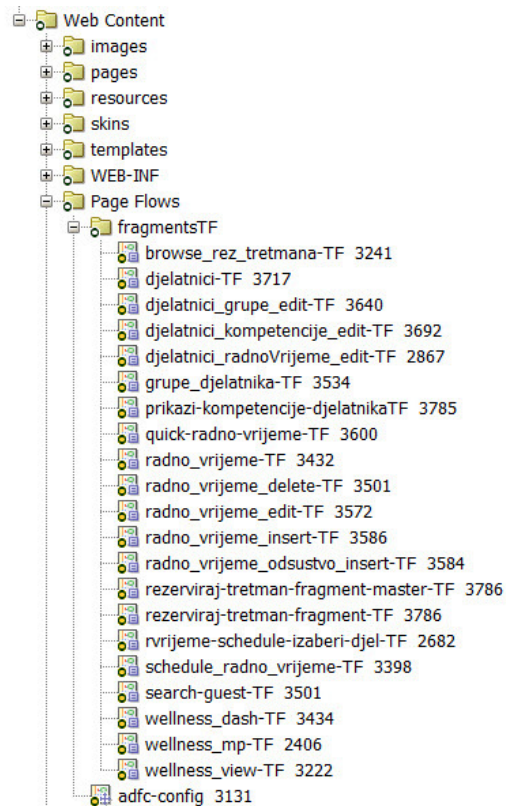 Web Content
images
pages
resources
skins
templates
WEB-INF
Page Flows
fragmentsTF
browse_rez_tretmana-TF 3241
djelatnici-TF 3717
djelatnici_grupe_edit-TF 3640
djelatnici_kompetencije_edit-TF 3692
djelatnici_radnoVrijeme_edit-TF 2867
grupe_djelatnika-TF 3534
prikazi-kompetencije-djelatnikaTF 3785
quick-radno-vrijeme-TF 3600
radno_vrijeme-TF 3432
radno_vrijeme_delete-TF 3501
radno_vrijeme_edit-TF 3572
radno_vrijeme_insert-TF 3586
radno_vrijeme_odsustvo_insert-TF 3584
rezerviraj-tretman-fragment-master-TF 3786
rezerviraj-tretman-fragment-TF 3786
rvrijeme-schedule-izaberi-djel-TF 2682
schedule_radno_vrijeme-TF 3398
search-guest-TF 3501
wellness_dash-TF 3434
wellness_mp-TF 2406
wellness_view-TF 3222
adfc-config 3131